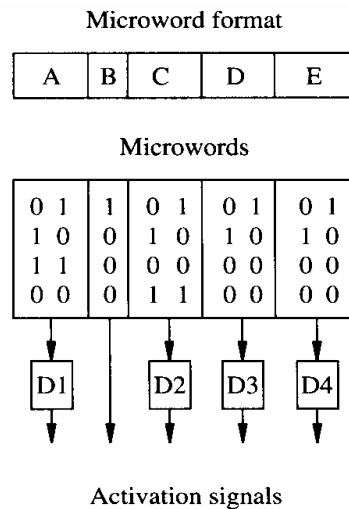 Microword format
A B C D E
Microwords
0 1 1 0 1 0 1 0 1
1 0 0 1 0 1 0 1 0
1 1 0 0 0 0 0 0 0
0 0 0 1 1 0 0 0 0
D1 D2 D3 D4
Activation signals